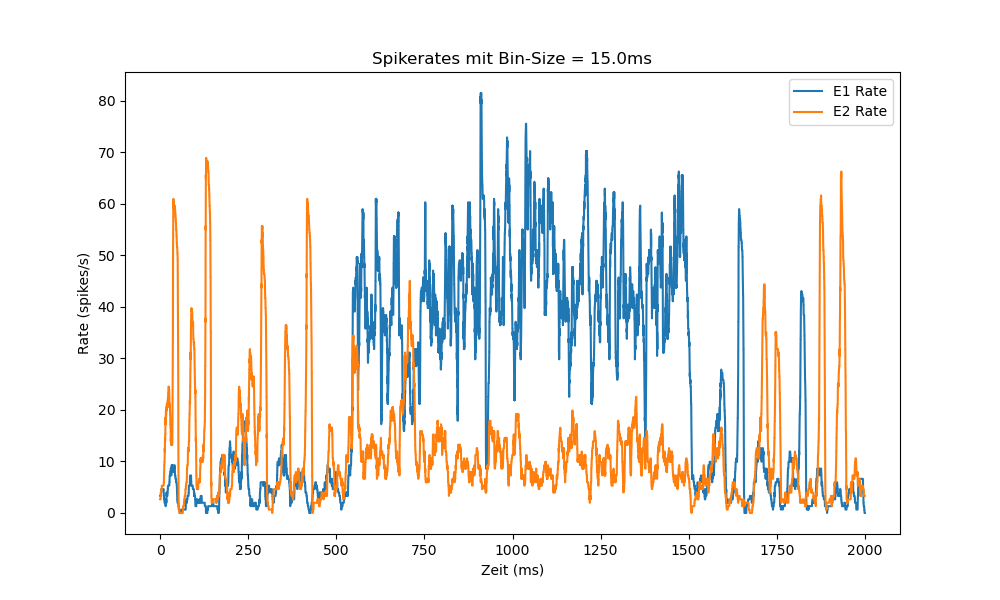 Spikerates mit Bin-Size = 15.0ms
E1 Rate
E2 Rate
Rate (spikes/s)
80
70
60
50
40
30
20
10
0
0 250 500 750 1000 1250 1500 1750 2000
Zeit (ms)